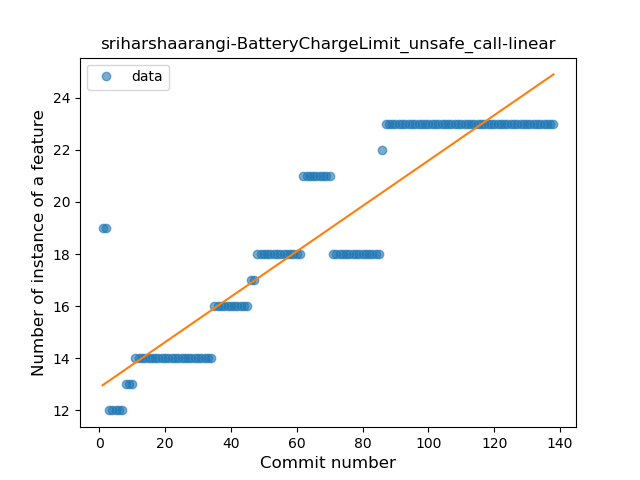 sriharshaarangi-BatteryChargeLimit_unsafe_call-linear
data
Number of instance of a feature
24
22
20
18
16
14
12
0 20 40 60 80 100 120 140
Commit number